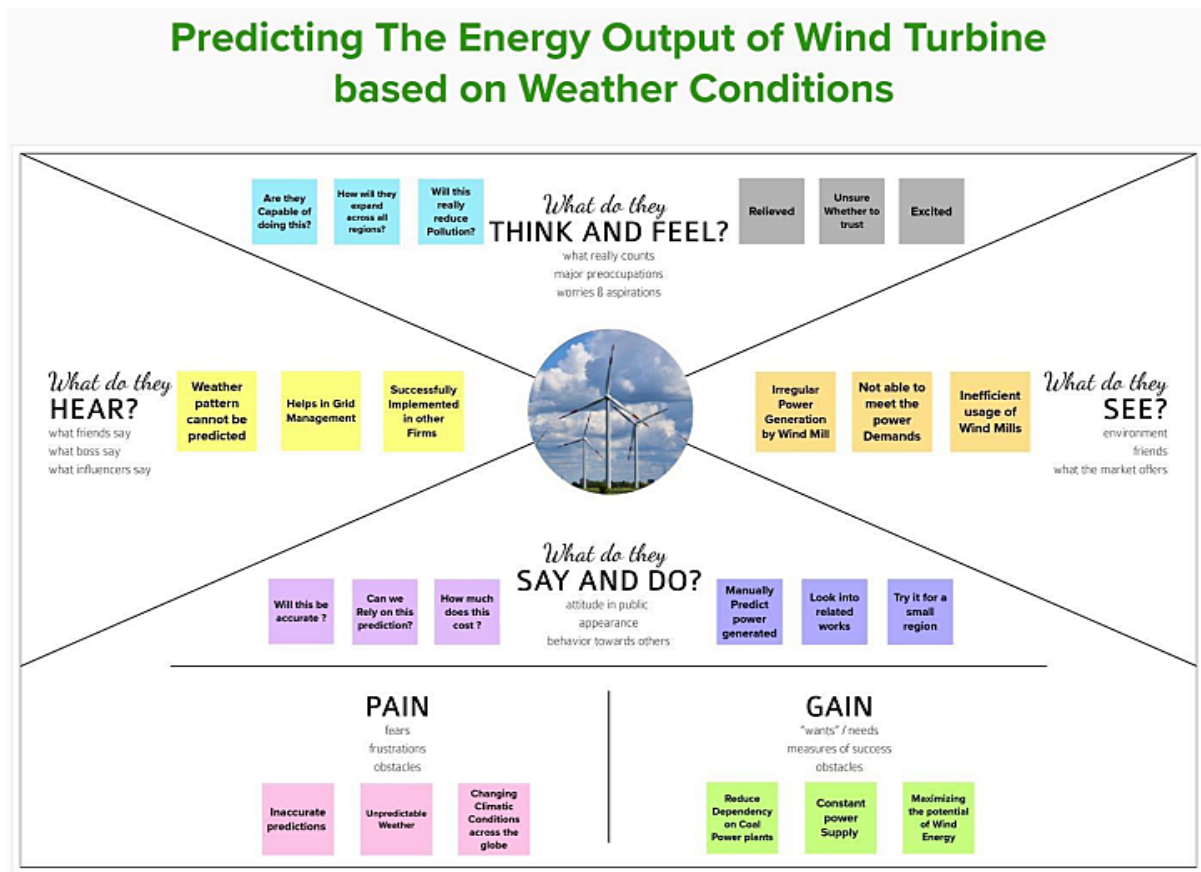 Predicting The Energy Output of Wind Turbine
based on Weather Conditions
Are they
Capable of
doing this?
How will they
expand
across all
regions?
Will this
really
reduce
Pollution?
What do they
THINK AND FEEL?
what really counts
major preoccupations
worries & aspirations
Relieved
Unsure
Whether to
trust
Excited
What do they
HEAR?
what friends say
what boss say
what influencers say
Weather
pattern
cannot be
predicted
Helps in Grid
Management
Successfully
Implemented
in other
Firms
Irregular
Power
Generation
by Wind Mill
Not able to
meet the
power
Demands
Inefficient
usage of
Wind Mills
What do they
SEE?
environment
friends
what the market offers
Will this be
accurate ?
Can we
Rely on this
prediction?
How much
does this
cost ?
What do they
SAY AND DO?
attitude in public
appearance
behavior towards others
Manually
Predict
power
generated
Look into
related
works
Try it for a
small
region
PAIN
fears
frustrations
obstacles
Inaccurate
predictions
Unpredictable
Weather
Changing
Climatic
Conditions
across the
globe
GAIN
"wants" / needs
measures of success
obstacles
Reduce
Dependency
on Coal
Power plants
Constant
power
Supply
Maximizing
the potential
of Wind
Energy